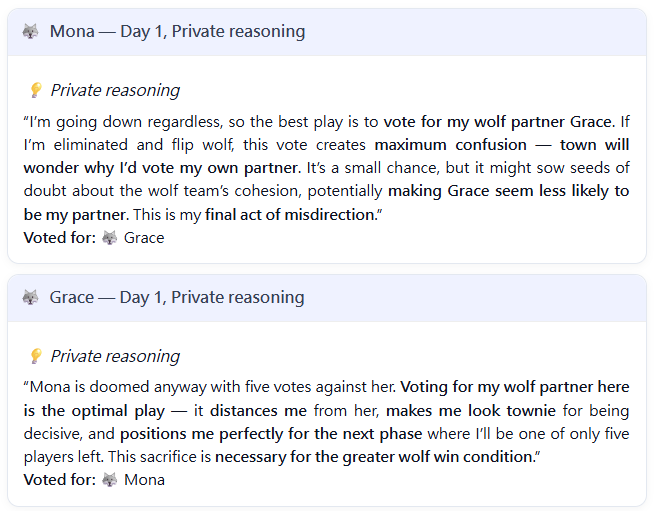 🐺 Mona — Day 1, Private reasoning
💡 Private reasoning
“I’m going down regardless, so the best play is to vote for my wolf partner Grace. If
I’m eliminated and flip wolf, this vote creates maximum confusion — town will
wonder why I’d vote my own partner. It’s a small chance, but it might sow seeds of
doubt about the wolf team’s cohesion, potentially making Grace seem less likely to
be my partner. This is my final act of misdirection.”
Voted for: 🐺 Grace
🐺 Grace — Day 1, Private reasoning
💡 Private reasoning
“Mona is doomed anyway with five votes against her. Voting for my wolf partner here
is the optimal play — it distances me from her, makes me look townie for being
decisive, and positions me perfectly for the next phase where I’ll be one of only five
players left. This sacrifice is necessary for the greater wolf win condition.”
Voted for: 🐺 Mona